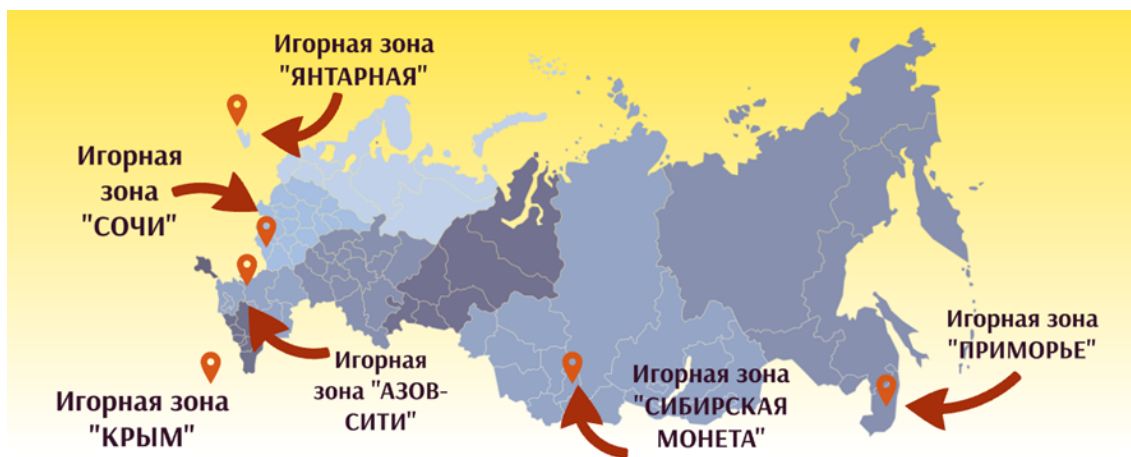 Игорная зона
"ЯНТАРНАЯ"
Игорная
зона
"СОЧИ"
Игорная зона
"КРЫМ"
Игорная
зона "АЗОВ-
СИТИ"
Игорная зона
"СИБИРСКАЯ
МОНЕТА"
Игорная зона
"ПРИМОРЬЕ"